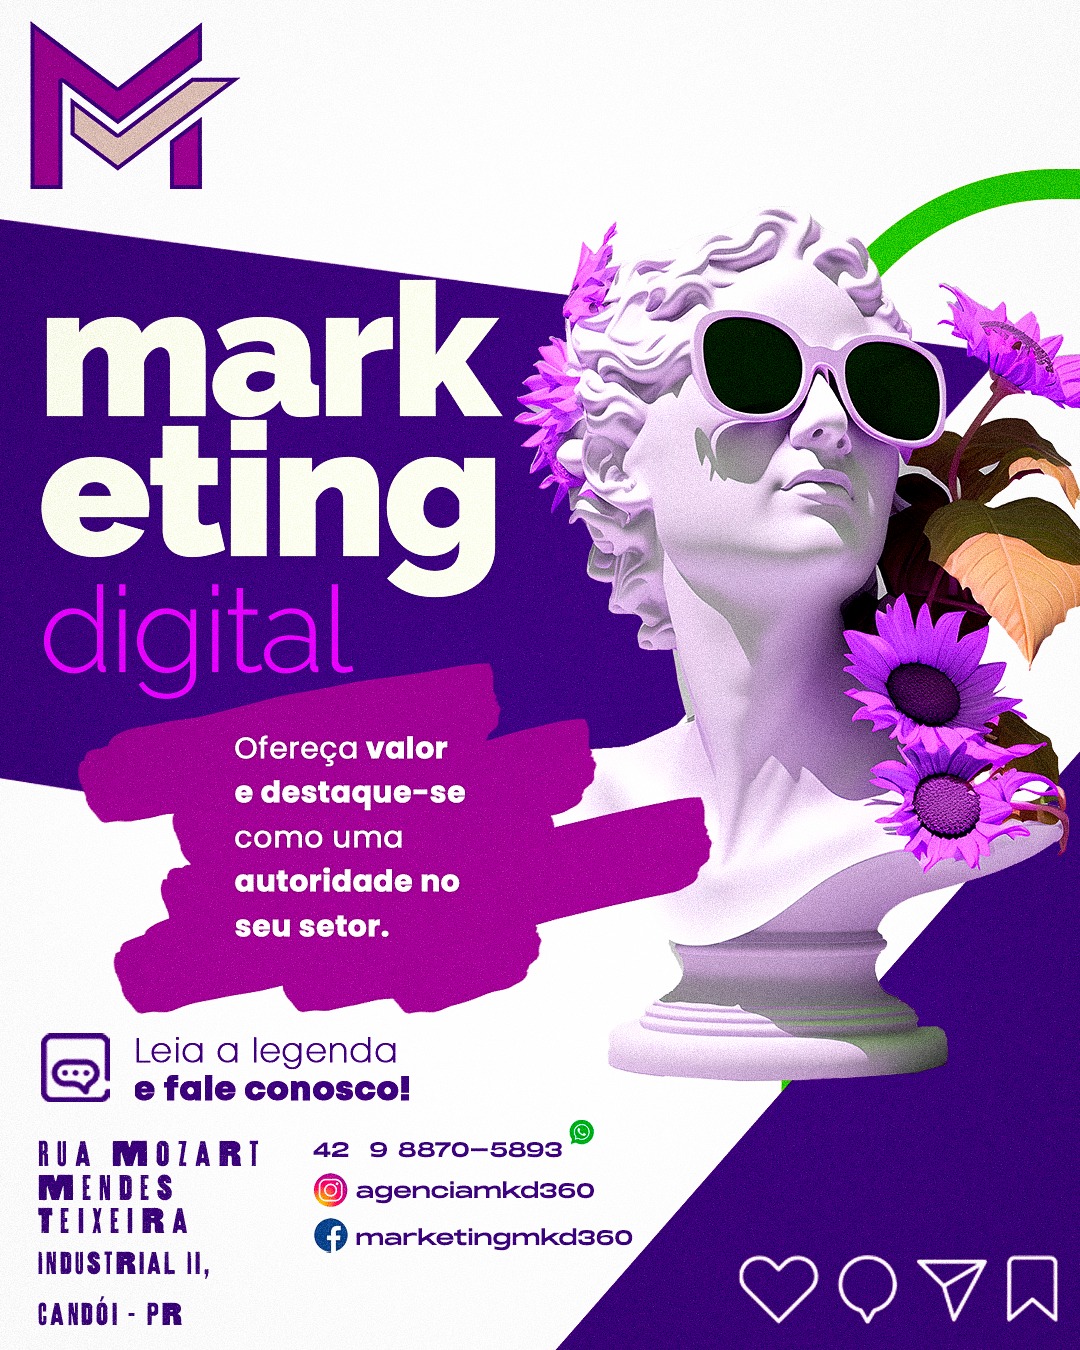 mark
eting
digital
Ofereça valor
e destaque-se
como uma
autoridade no
seu setor.
Leia a legenda
e fale conosco!
RUA MOZART
MENDES
TEIXEIRA
INDUSTRIAL II,
CANDÓI - PR
42 9 8870-5893
agenciamkd360
marketingmkd360